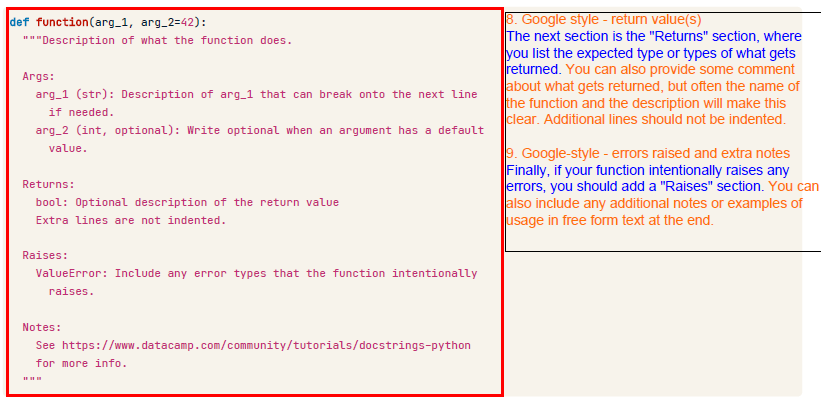 def function(arg_1, arg_2=42):
"""Description of what the function does.
Args:
arg_1 (str): Description of arg_1 that can break onto the next line
if needed.
arg_2 (int, optional): Write optional when an argument has a default
value.
Returns:
bool: Optional description of the return value
Extra lines are not indented.
Raises:
ValueError: Include any error types that the function intentionally
raises.
Notes:
See https://www.datacamp.com/community/tutorials/docstrings-python
for more info.
"""
8. Google style - return value(s)
The next section is the "Returns" section, where
you list the expected type or types of what gets
returned. You can also provide some comment
about what gets returned, but often the name of
the function and the description will make this
clear. Additional lines should not be indented.
9. Google-style - errors raised and extra notes
Finally, if your function intentionally raises any
errors, you should add a "Raises" section. You can
also include any additional notes or examples of
usage in free form text at the end.